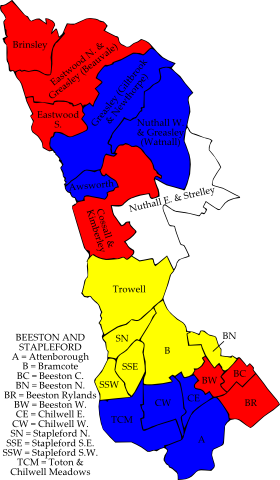 Brinsley
Eastwood N. &
Greasley (Beauvale)
Eastwood
S.
Greasley (Giltbrook
& Newthorpe)
Nuthall W.
& Greasley
(Watnall)
Awsworth
Nuthall E. & Strelley
Cossall &
Kimberley
Trowell
BN
SN
B
SSE
SSW
BW
BC
BR
CE
CW
TCM
A
BEESTON AND
STAPLEFORD
A = Attenborough
B = Bramcote
BC = Beeston C.
BN = Beeston N.
BR = Beeston Rylands
BW = Beeston W.
CE = Chilwell E.
CW = Chilwell W.
SN = Stapleford N.
SSE = Stapleford S.E.
SSW = Stapleford S.W.
TCM = Toton &
Chilwell Meadows